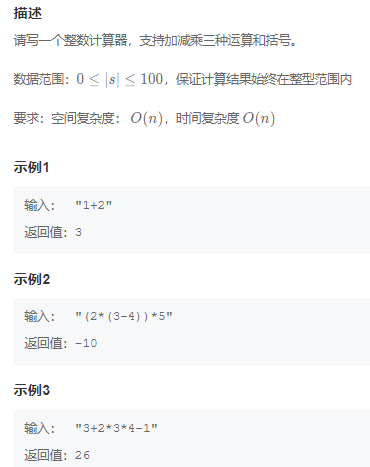 描述
请写一个整数计算器，支持加减乘三种运算和括号。
数据范围：0 ≤ |s| ≤ 100，保证计算结果始终在整型范围内
要求：空间复杂度： O(n)，时间复杂度 O(n)
示例1
输入： "1+2"
返回值：3
示例2
输入： "(2*(3-4))*5"
返回值：-10
示例3
输入： "3+2*3*4-1"
返回值：26